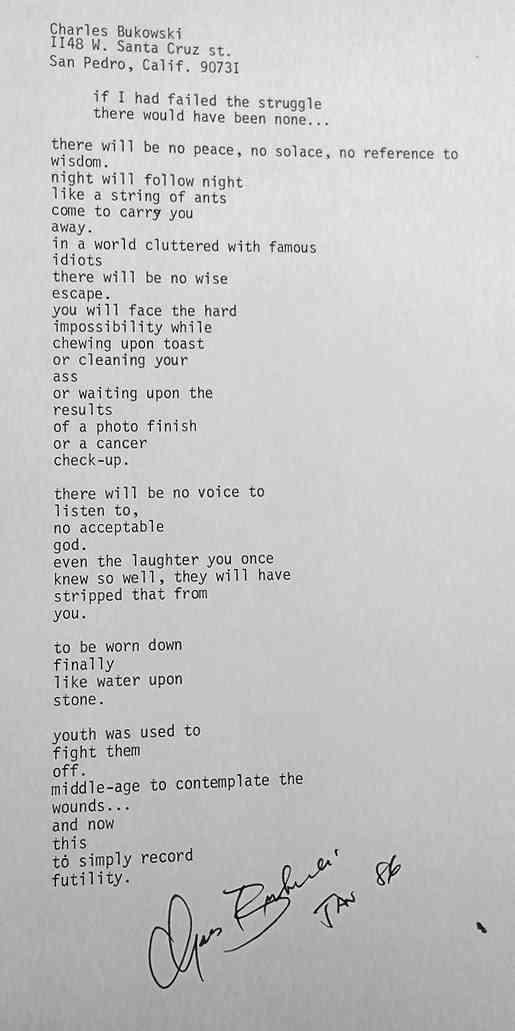 Charles Bukowski
II48 W. Santa Cruz st.
San Pedro, Calif. 9073I
if I had failed the struggle
there would have been none...
there will be no peace, no solace, no reference to
wisdom.
night will follow night
like a string of ants
come to carry you
away.
in a world cluttered with famous
idiots
there will be no wise
escape.
you will face the hard
impossibility while
chewing upon toast
or cleaning your
ass
or waiting upon the
results
of a photo finish
or a cancer
check-up.
there will be no voice to
listen to,
no acceptable
god.
even the laughter you once
knew so well, they will have
stripped that from
you.
to be worn down
finally
like water upon
stone.
youth was used to
fight them
off.
middle-age to contemplate the
wounds...
and now
this
to simply record
futility.
Chas Bukowski
JAN 86